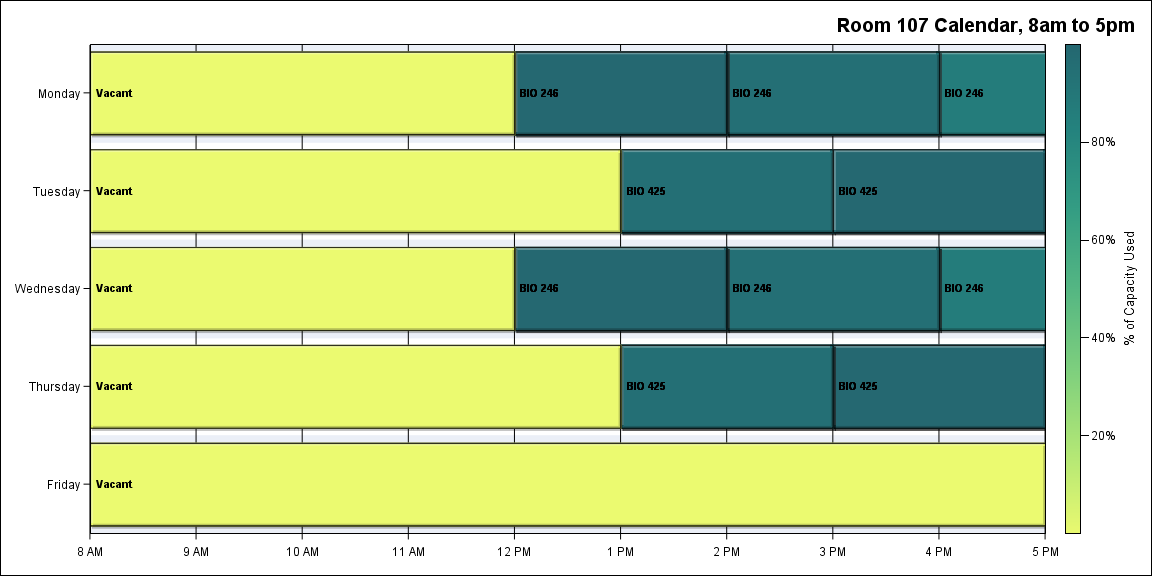 Room 107 Calendar, 8am to 5pm
Monday
Vacant
BIO 246
BIO 246
BIO 246
Tuesday
Vacant
BIO 425
BIO 425
Wednesday
Vacant
BIO 246
BIO 246
BIO 246
Thursday
Vacant
BIO 425
BIO 425
Friday
Vacant
8 AM
9 AM
10 AM
11 AM
12 PM
1 PM
2 PM
3 PM
4 PM
5 PM
80%
60%
40%
20%
% of Capacity Used